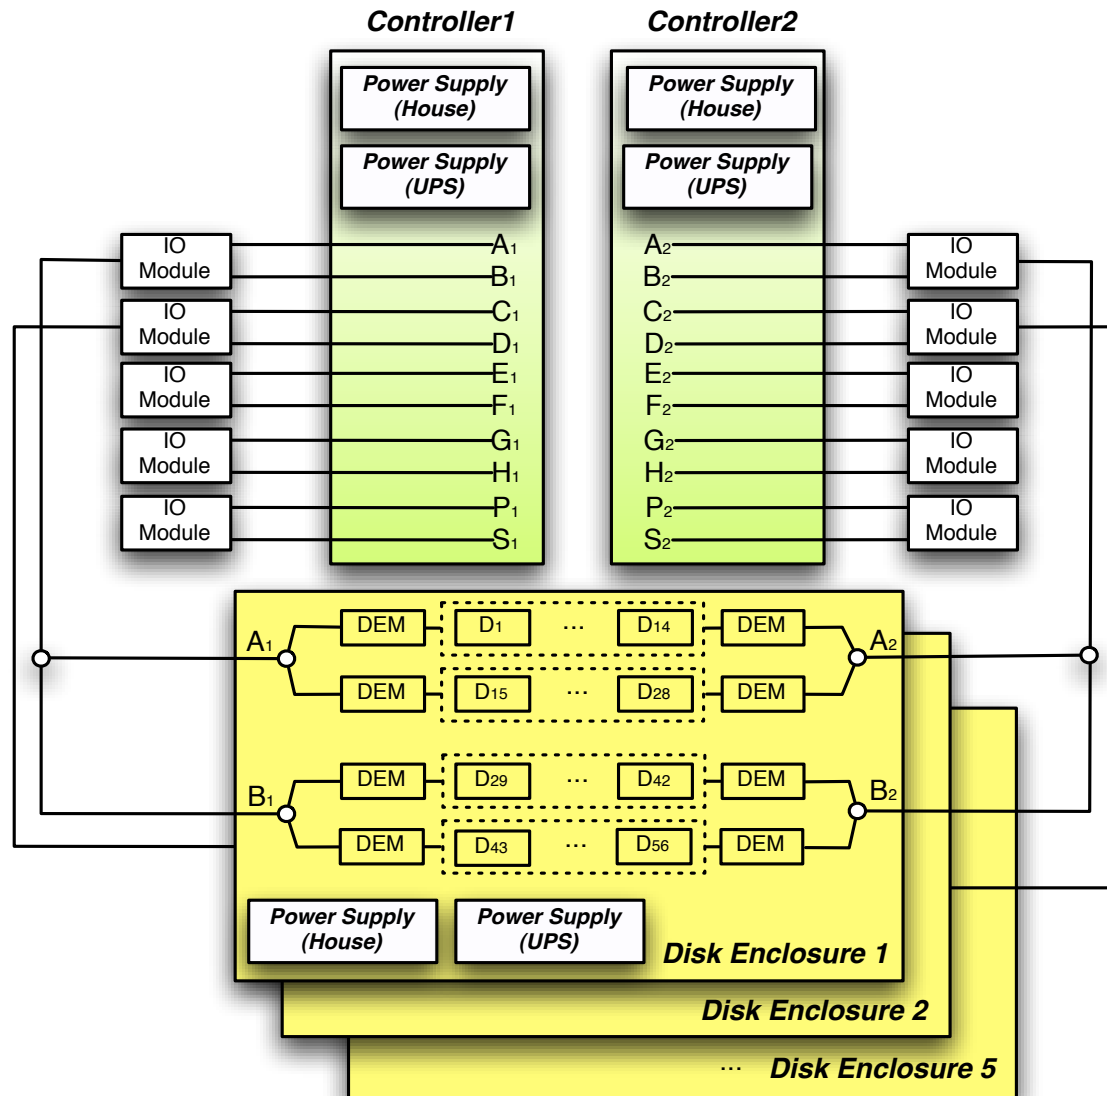 Controller1
Controller2
Power Supply
(House)
Power Supply
(House)
Power Supply
(UPS)
Power Supply
(UPS)
IO
Module
A1
B1
A2
B2
IO
Module
IO
Module
C1
D1
C2
D2
IO
Module
IO
Module
E1
F1
E2
F2
IO
Module
IO
Module
G1
H1
G2
H2
IO
Module
IO
Module
P1
S1
P2
S2
IO
Module
A1
DEM
D1 ... D14
DEM
A2
DEM
D15 ... D28
DEM
B1
DEM
D29 ... D42
DEM
B2
DEM
D43 ... D56
DEM
Power Supply
(House)
Power Supply
(UPS)
Disk Enclosure 1
Disk Enclosure 2
... Disk Enclosure 5